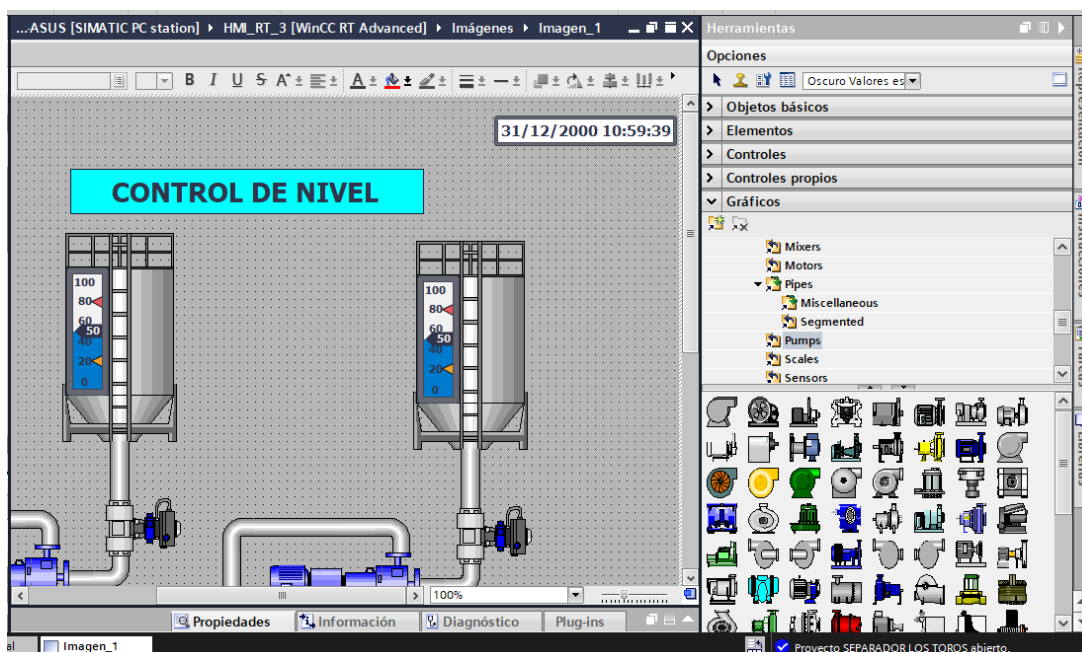 ...ASUS [SIMATIC PC station] HMI_RT_3 [WinCC RT Advanced] Imágenes Imagen_1
Herramientas
Opciones
B I U S A
Oscuro Valores es
Objetos básicos
Elementos
Controles
Controles propios
Gráficos
Mixers
Motors
Pipes
Miscellaneous
Segmented
Pumps
Scales
Sensors
31/12/2000 10:59:39
CONTROL DE NIVEL
100
80
60
50
40
20
0
100
80
60
50
40
20
0
100%
Propiedades Información Diagnóstico Plug-ins
Imagen_1
Proyecto SEPARADOR LOS TOROS abierto.